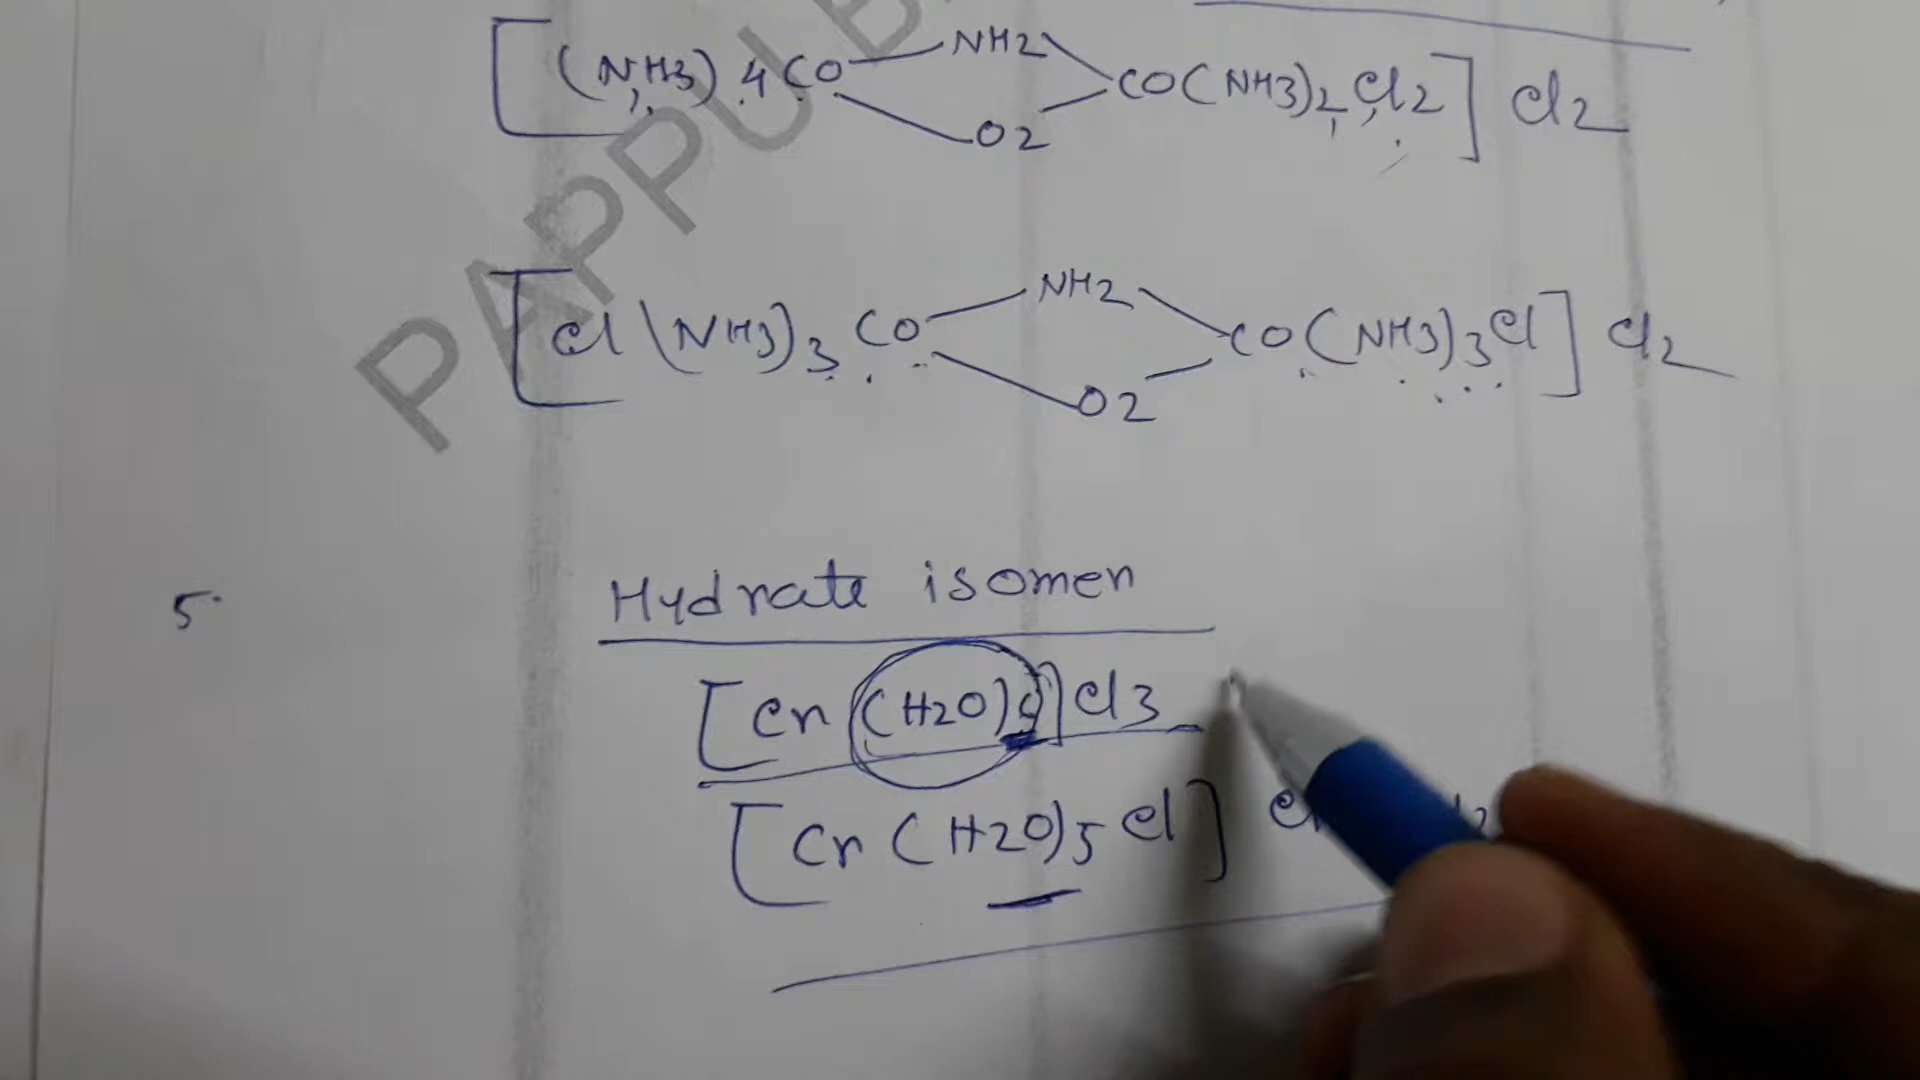 [(NH3)4CO NH2 O2 CO(NH3)2Cl2]Cl2
PAPPU B
[Cl(NH3)3CO NH2 O2 CO(NH3)3Cl]Cl2
5. Hydrate isomer
[Cr(H2O)6]Cl3
[Cr(H2O)5Cl]